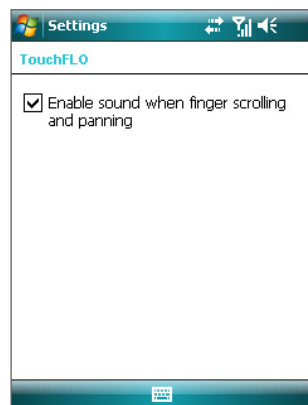 Settings
TouchFLO
Enable sound when finger scrolling
and panning